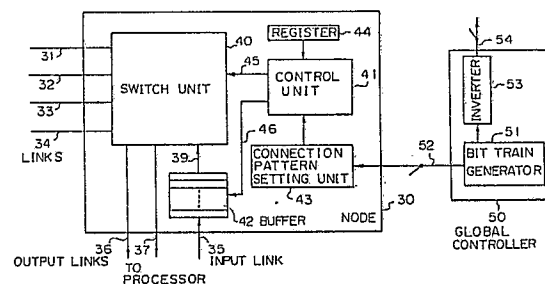 31
32
33
34
LINKS
SWITCH UNIT
40
45
46
39
REGISTER
44
CONTROL
UNIT
41
CONNECTION
PATTERN
SETTING UNIT
43
42 BUFFER
NODE
30
36
37
35
OUTPUT LINKS
TO
PROCESSOR
INPUT LINK
52
54
INVERTER
53
51
BIT TRAIN
GENERATOR
50
GLOBAL
CONTROLLER